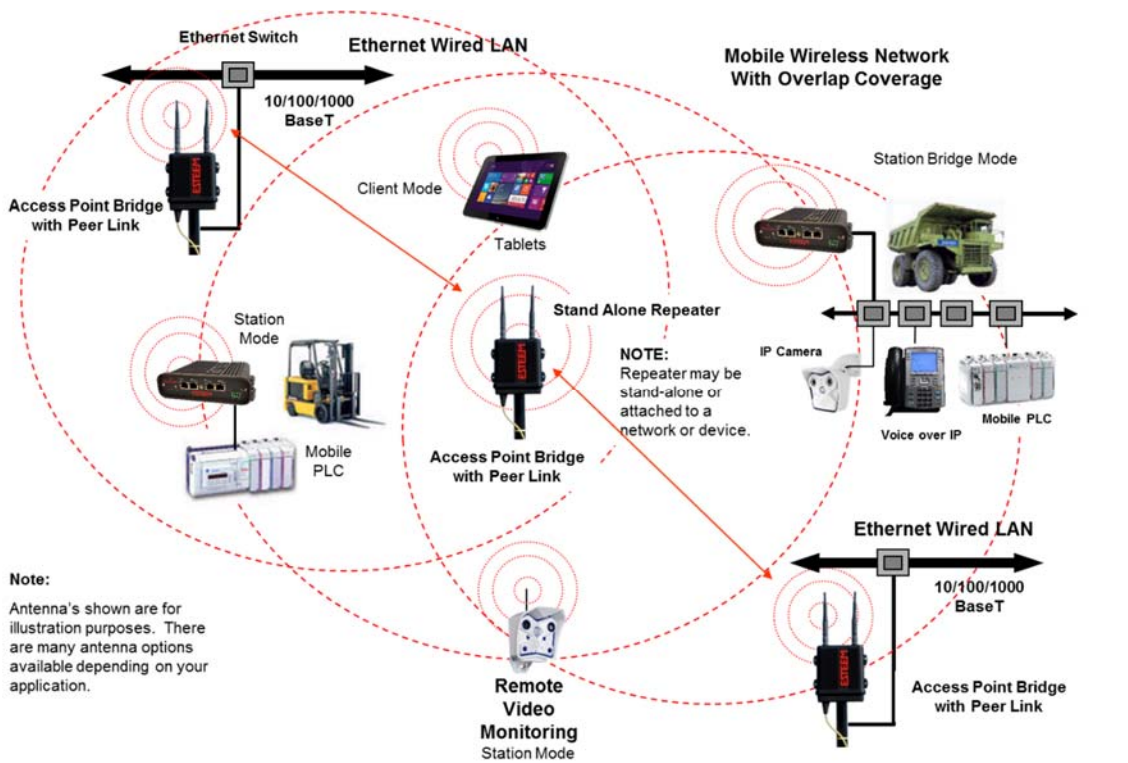 Ethernet Switch
Ethernet Wired LAN
10/100/1000
BaseT
Mobile Wireless Network
With Overlap Coverage
ESTEEM
Access Point Bridge
with Peer Link
Client Mode
Tablets
Station Bridge Mode
Station
Mode
Mobile
PLC
Stand Alone Repeater
ESTEEM
NOTE:
Repeater may be
stand-alone or
attached to a
network or device.
Access Point Bridge
with Peer Link
IP Camera
Voice over IP
Mobile PLC
Ethernet Wired LAN
10/100/1000
BaseT
ESTEEM
Access Point Bridge
with Peer Link
Note:
Antenna's shown are for
illustration purposes. There
are many antenna options
available depending on your
application.
Remote
Video
Monitoring
Station Mode